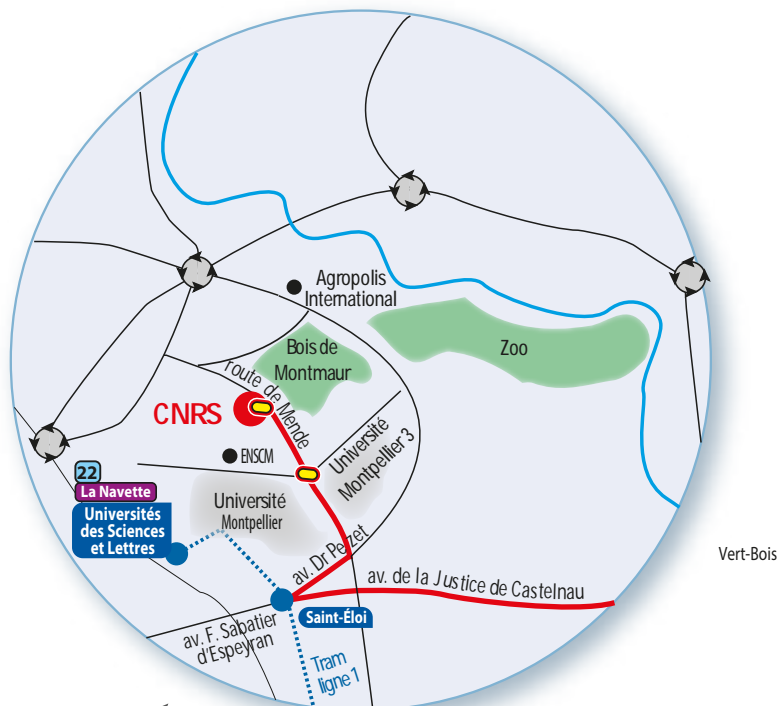 Agropolis
International
Bois de
Montmaur
Zoo
route de Mende
CNRS
ENSCM
Université
Montpellier 3
22
La Navette
Universités
des Sciences
et Lettres
Université
Montpellier
Vert-Bois
av. Dr Pezet
av. de la Justice de Castelnau
Saint-Éloi
av. F. Sabatier
d'Espeyran
Tram
ligne 1